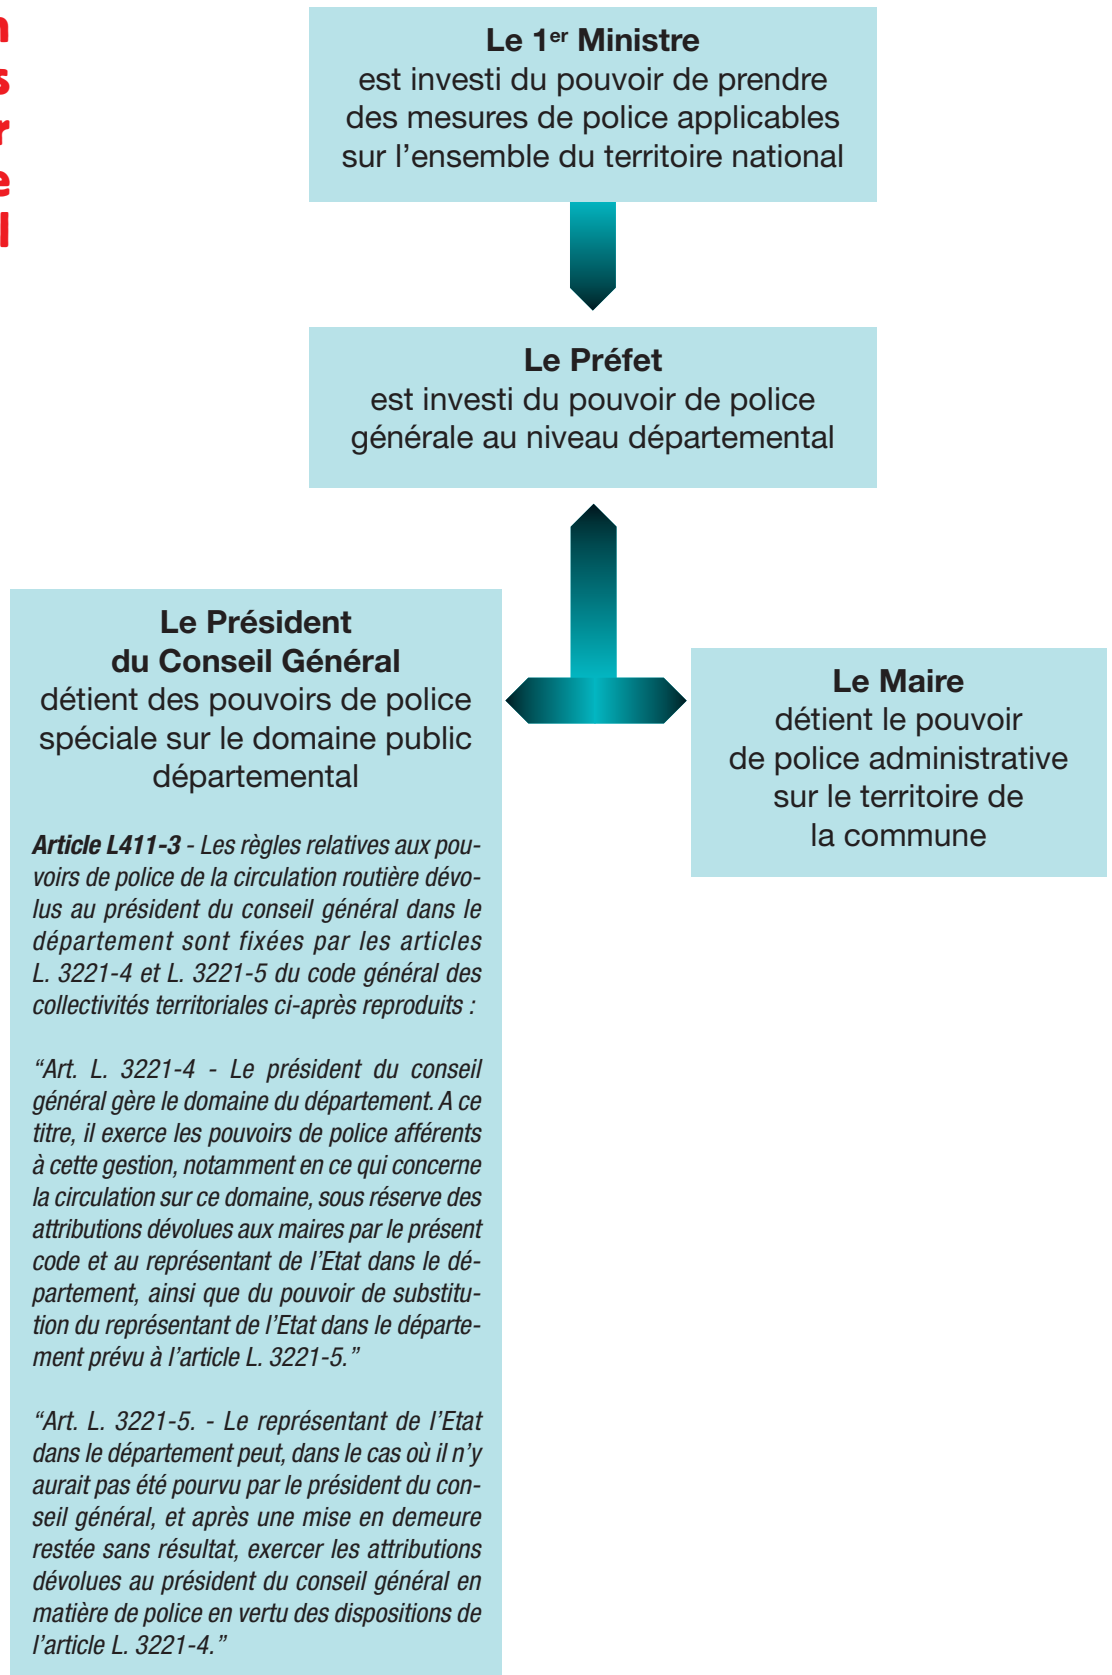 n
s
r
e
l
Le 1er Ministre
est investi du pouvoir de prendre
des mesures de police applicables
sur l’ensemble du territoire national
Le Préfet
est investi du pouvoir de police
générale au niveau départemental
Le Président
du Conseil Général
détient des pouvoirs de police
spéciale sur le domaine public
départemental
Article L411-3 - Les règles relatives aux pou-
voirs de police de la circulation routière dévo-
lus au président du conseil général dans le
département sont fixées par les articles
L. 3221-4 et L. 3221-5 du code général des
collectivités territoriales ci-après reproduits :
“Art. L. 3221-4 - Le président du conseil
général gère le domaine du département. A ce
titre, il exerce les pouvoirs de police afférents
à cette gestion, notamment en ce qui concerne
la circulation sur ce domaine, sous réserve des
attributions dévolues aux maires par le présent
code et au représentant de l’Etat dans le dé-
partement, ainsi que du pouvoir de substitu-
tion du représentant de l’Etat dans le départe-
ment prévu à l’article L. 3221-5.”
“Art. L. 3221-5. - Le représentant de l’Etat
dans le département peut, dans le cas où il n’y
aurait pas été pourvu par le président du con-
seil général, et après une mise en demeure
restée sans résultat, exercer les attributions
dévolues au président du conseil général en
matière de police en vertu des dispositions de
l’article L. 3221-4.”
Le Maire
détient le pouvoir
de police administrative
sur le territoire de
la commune